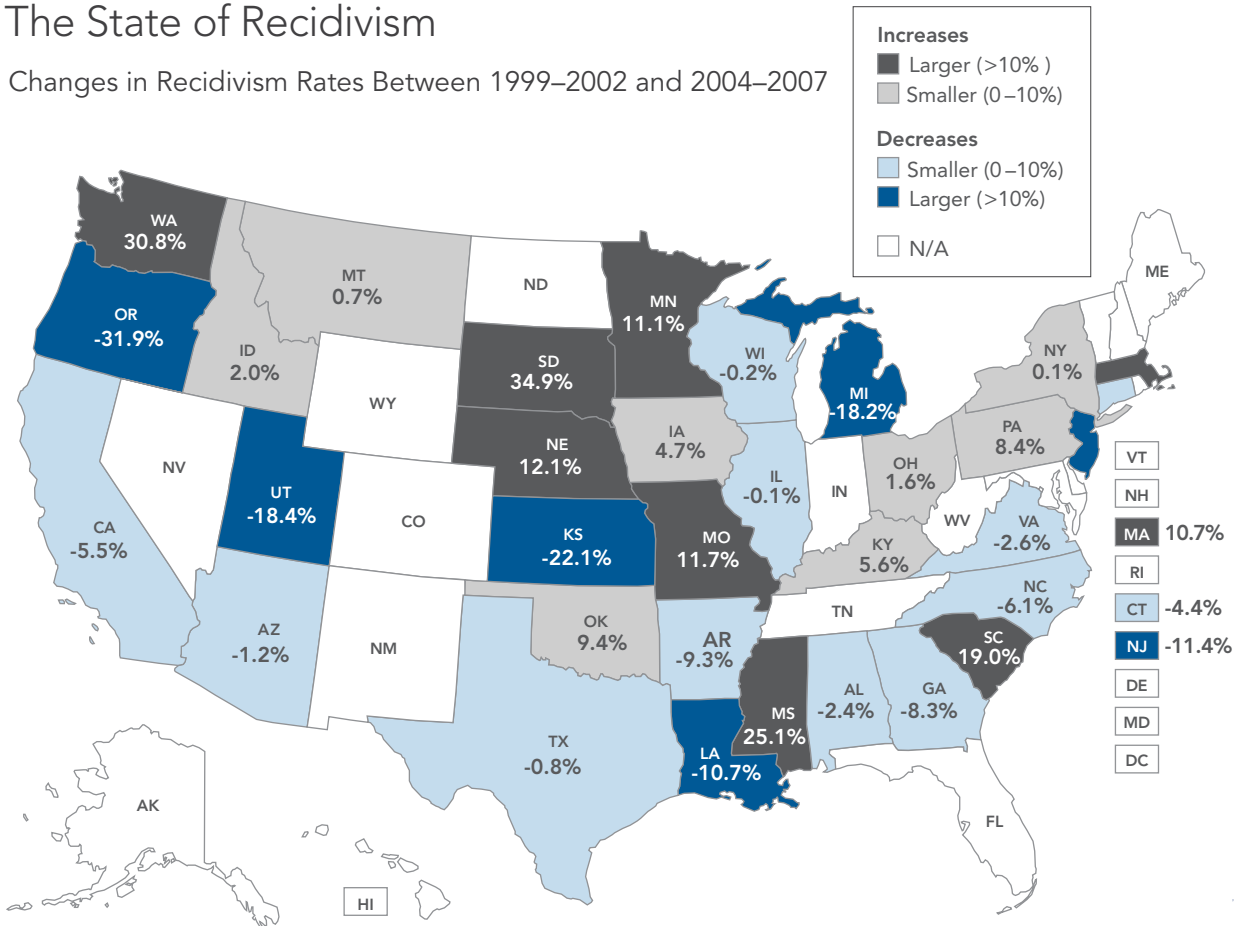 The State of Recidivism
Changes in Recidivism Rates Between 1999–2002 and 2004–2007
Increases
Larger (>10% )
Smaller (0–10%)
Decreases
Smaller (0–10%)
Larger (>10%)
N/A
WA
30.8%
OR
-31.9%
ID
2.0%
MT
0.7%
ND
MN
11.1%
SD
34.9%
WI
-0.2%
MI
-18.2%
NY
0.1%
ME
WY
NE
12.1%
IA
4.7%
PA
8.4%
NV
UT
-18.4%
CO
KS
-22.1%
MO
11.7%
IL
-0.1%
IN
OH
1.6%
WV
VA
-2.6%
KY
5.6%
CA
-5.5%
AZ
-1.2%
NM
OK
9.4%
AR
-9.3%
TN
NC
-6.1%
SC
19.0%
TX
-0.8%
LA
-10.7%
MS
25.1%
AL
-2.4%
GA
-8.3%
FL
AK
HI
VT
NH
MA 10.7%
RI
CT -4.4%
NJ -11.4%
DE
MD
DC